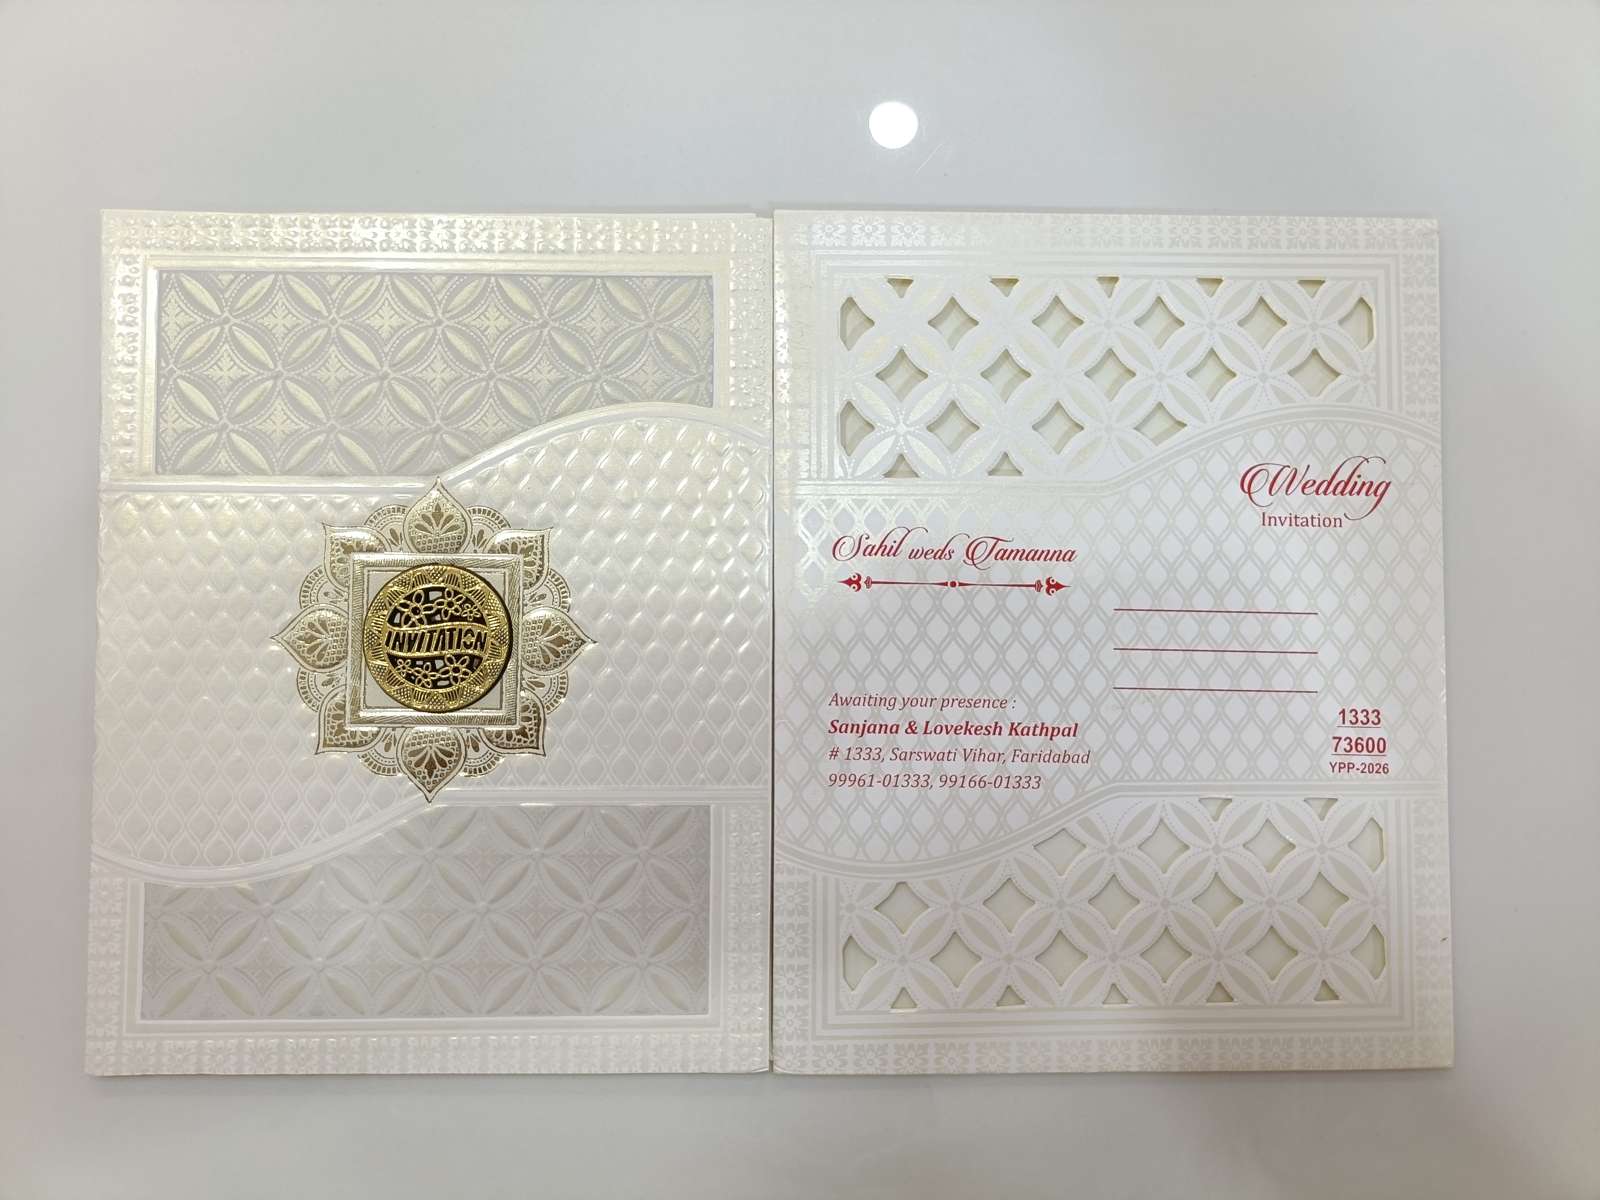 INVITATION
Wedding
Invitation
Sahil weds Tamanna
Awaiting your presence :
Sanjana & Lovekesh Kathpal
# 1333, Sarswati Vihar, Faridabad
99961-01333, 99166-01333
1333
73600
YPP-2026